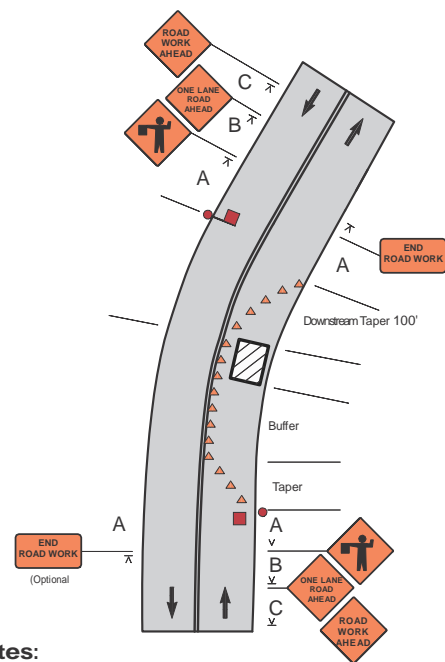 ROAD
WORK
AHEAD
C
ONE LANE
ROAD
AHEAD
B
A
A
END
ROAD WORK
Downstream Taper 100'
Buffer
Taper
A
END
ROAD WORK
(Optional
A
B
ONE LANE
ROAD
AHEAD
C
ROAD
WORK
AHEAD
tes: